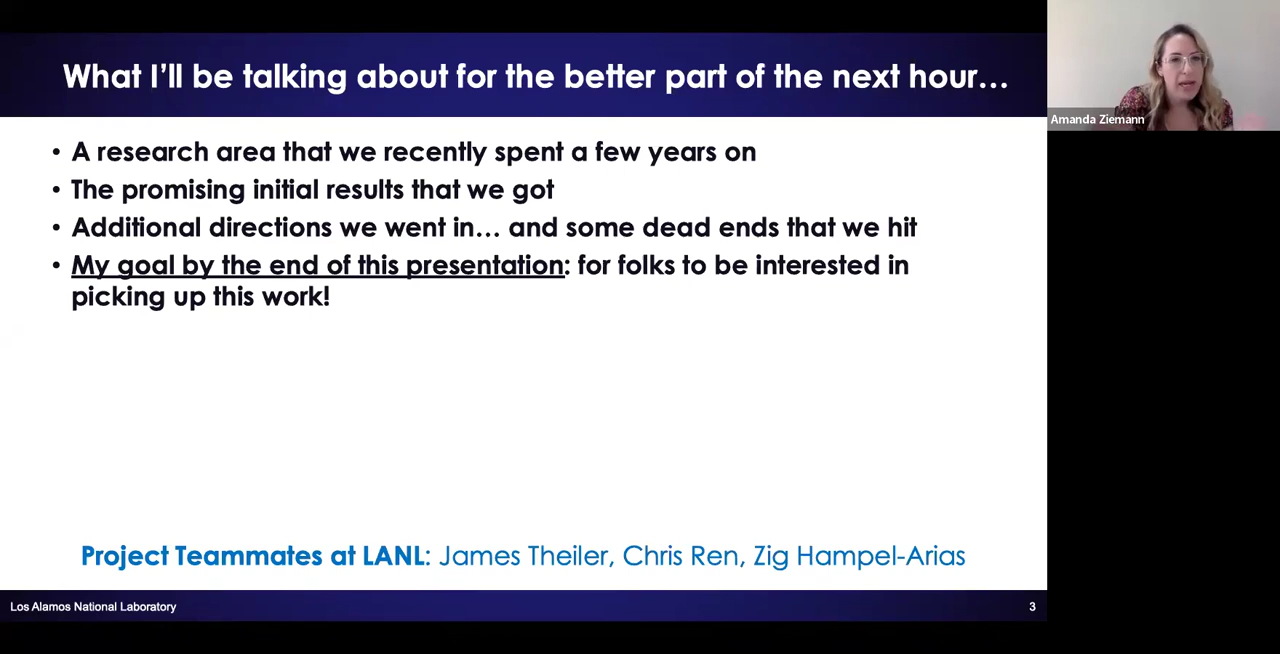 What I'll be talking about for the better part of the next hour…
Amanda Ziemann
• A research area that we recently spent a few years on
• The promising initial results that we got
• Additional directions we went in… and some dead ends that we hit
• My goal by the end of this presentation: for folks to be interested in
picking up this work!
Project Teammates at LANL: James Theiler, Chris Ren, Zig Hampel-Arias
Los Alamos National Laboratory
3